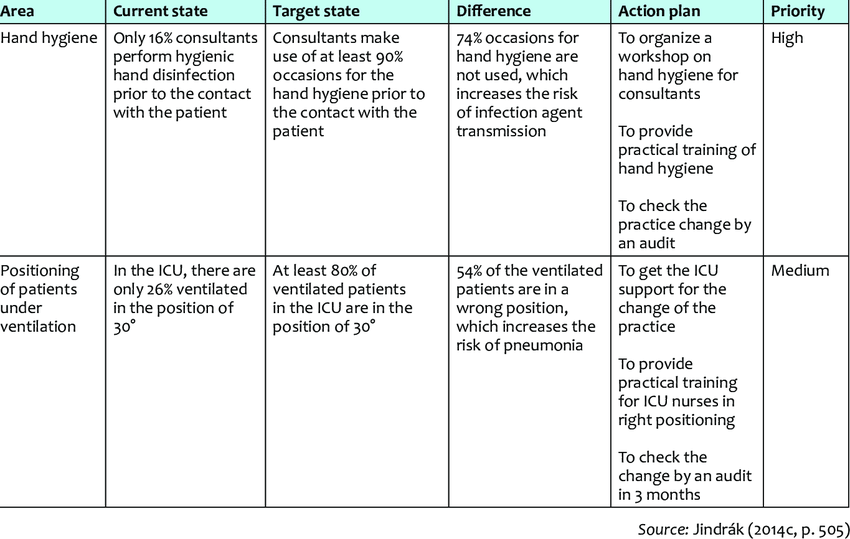 Area Current state Target state Difference Action plan Priority
Hand hygiene
Only 16% consultants
perform hygienic
hand disinfection
prior to the contact
with the patient
Consultants make
use of at least 90%
occasions for the
hand hygiene prior to
the contact with the
patient
74% occasions for
hand hygiene are
not used, which
increases the risk
of infection agent
transmission
To organize a
workshop on
hand hygiene for
consultants
To provide
practical training of
hand hygiene
To check the
practice change by
an audit
High
Positioning
of patients
under
ventilation
In the ICU, there are
only 26% ventilated
in the position of
30°
At least 80% of
ventilated patients
in the ICU are in the
position of 30°
54% of the ventilated
patients are in a
wrong position,
which increases the
risk of pneumonia
To get the ICU
support for the
change of the
practice
To provide
practical training
for ICU nurses in
right positioning
To check the
change by an audit
in 3 months
Medium
Source: Jindrák (2014c, p. 505)